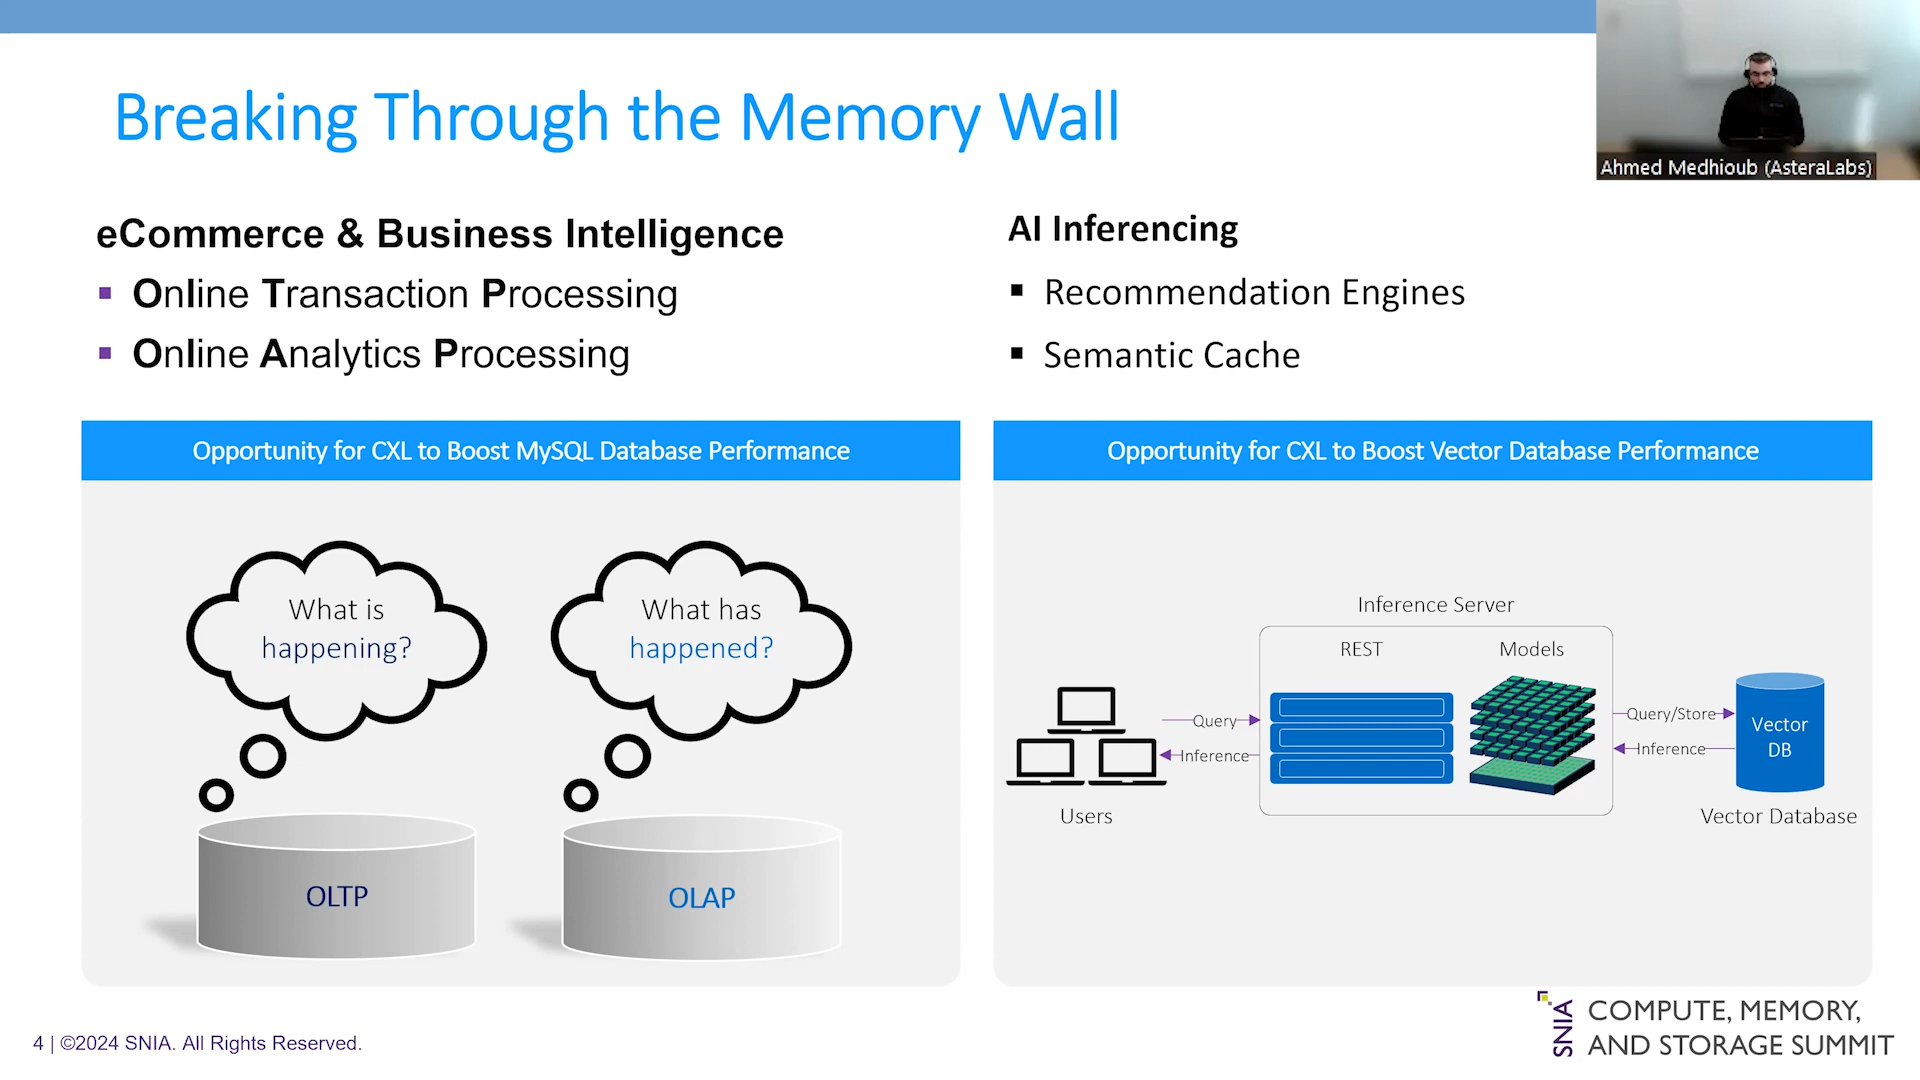 Breaking Through the Memory Wall
Ahmed Medhioub (AsteraLabs)
eCommerce & Business Intelligence
▪ OnLine Transaction Processing
▪ OnLine Analytics Processing
AI Inferencing
▪ Recommendation Engines
▪ Semantic Cache
Opportunity for CXL to Boost MySQL Database Performance
What is
happening?
What has
happened?
OLTP
OLAP
Opportunity for CXL to Boost Vector Database Performance
Inference Server
REST
Models
Query
Inference
Query/Store
Inference
Vector
DB
Users
Vector Database
4 | ©2024 SNIA. All Rights Reserved.
SNIA
COMPUTE, MEMORY,
AND STORAGE SUMMIT